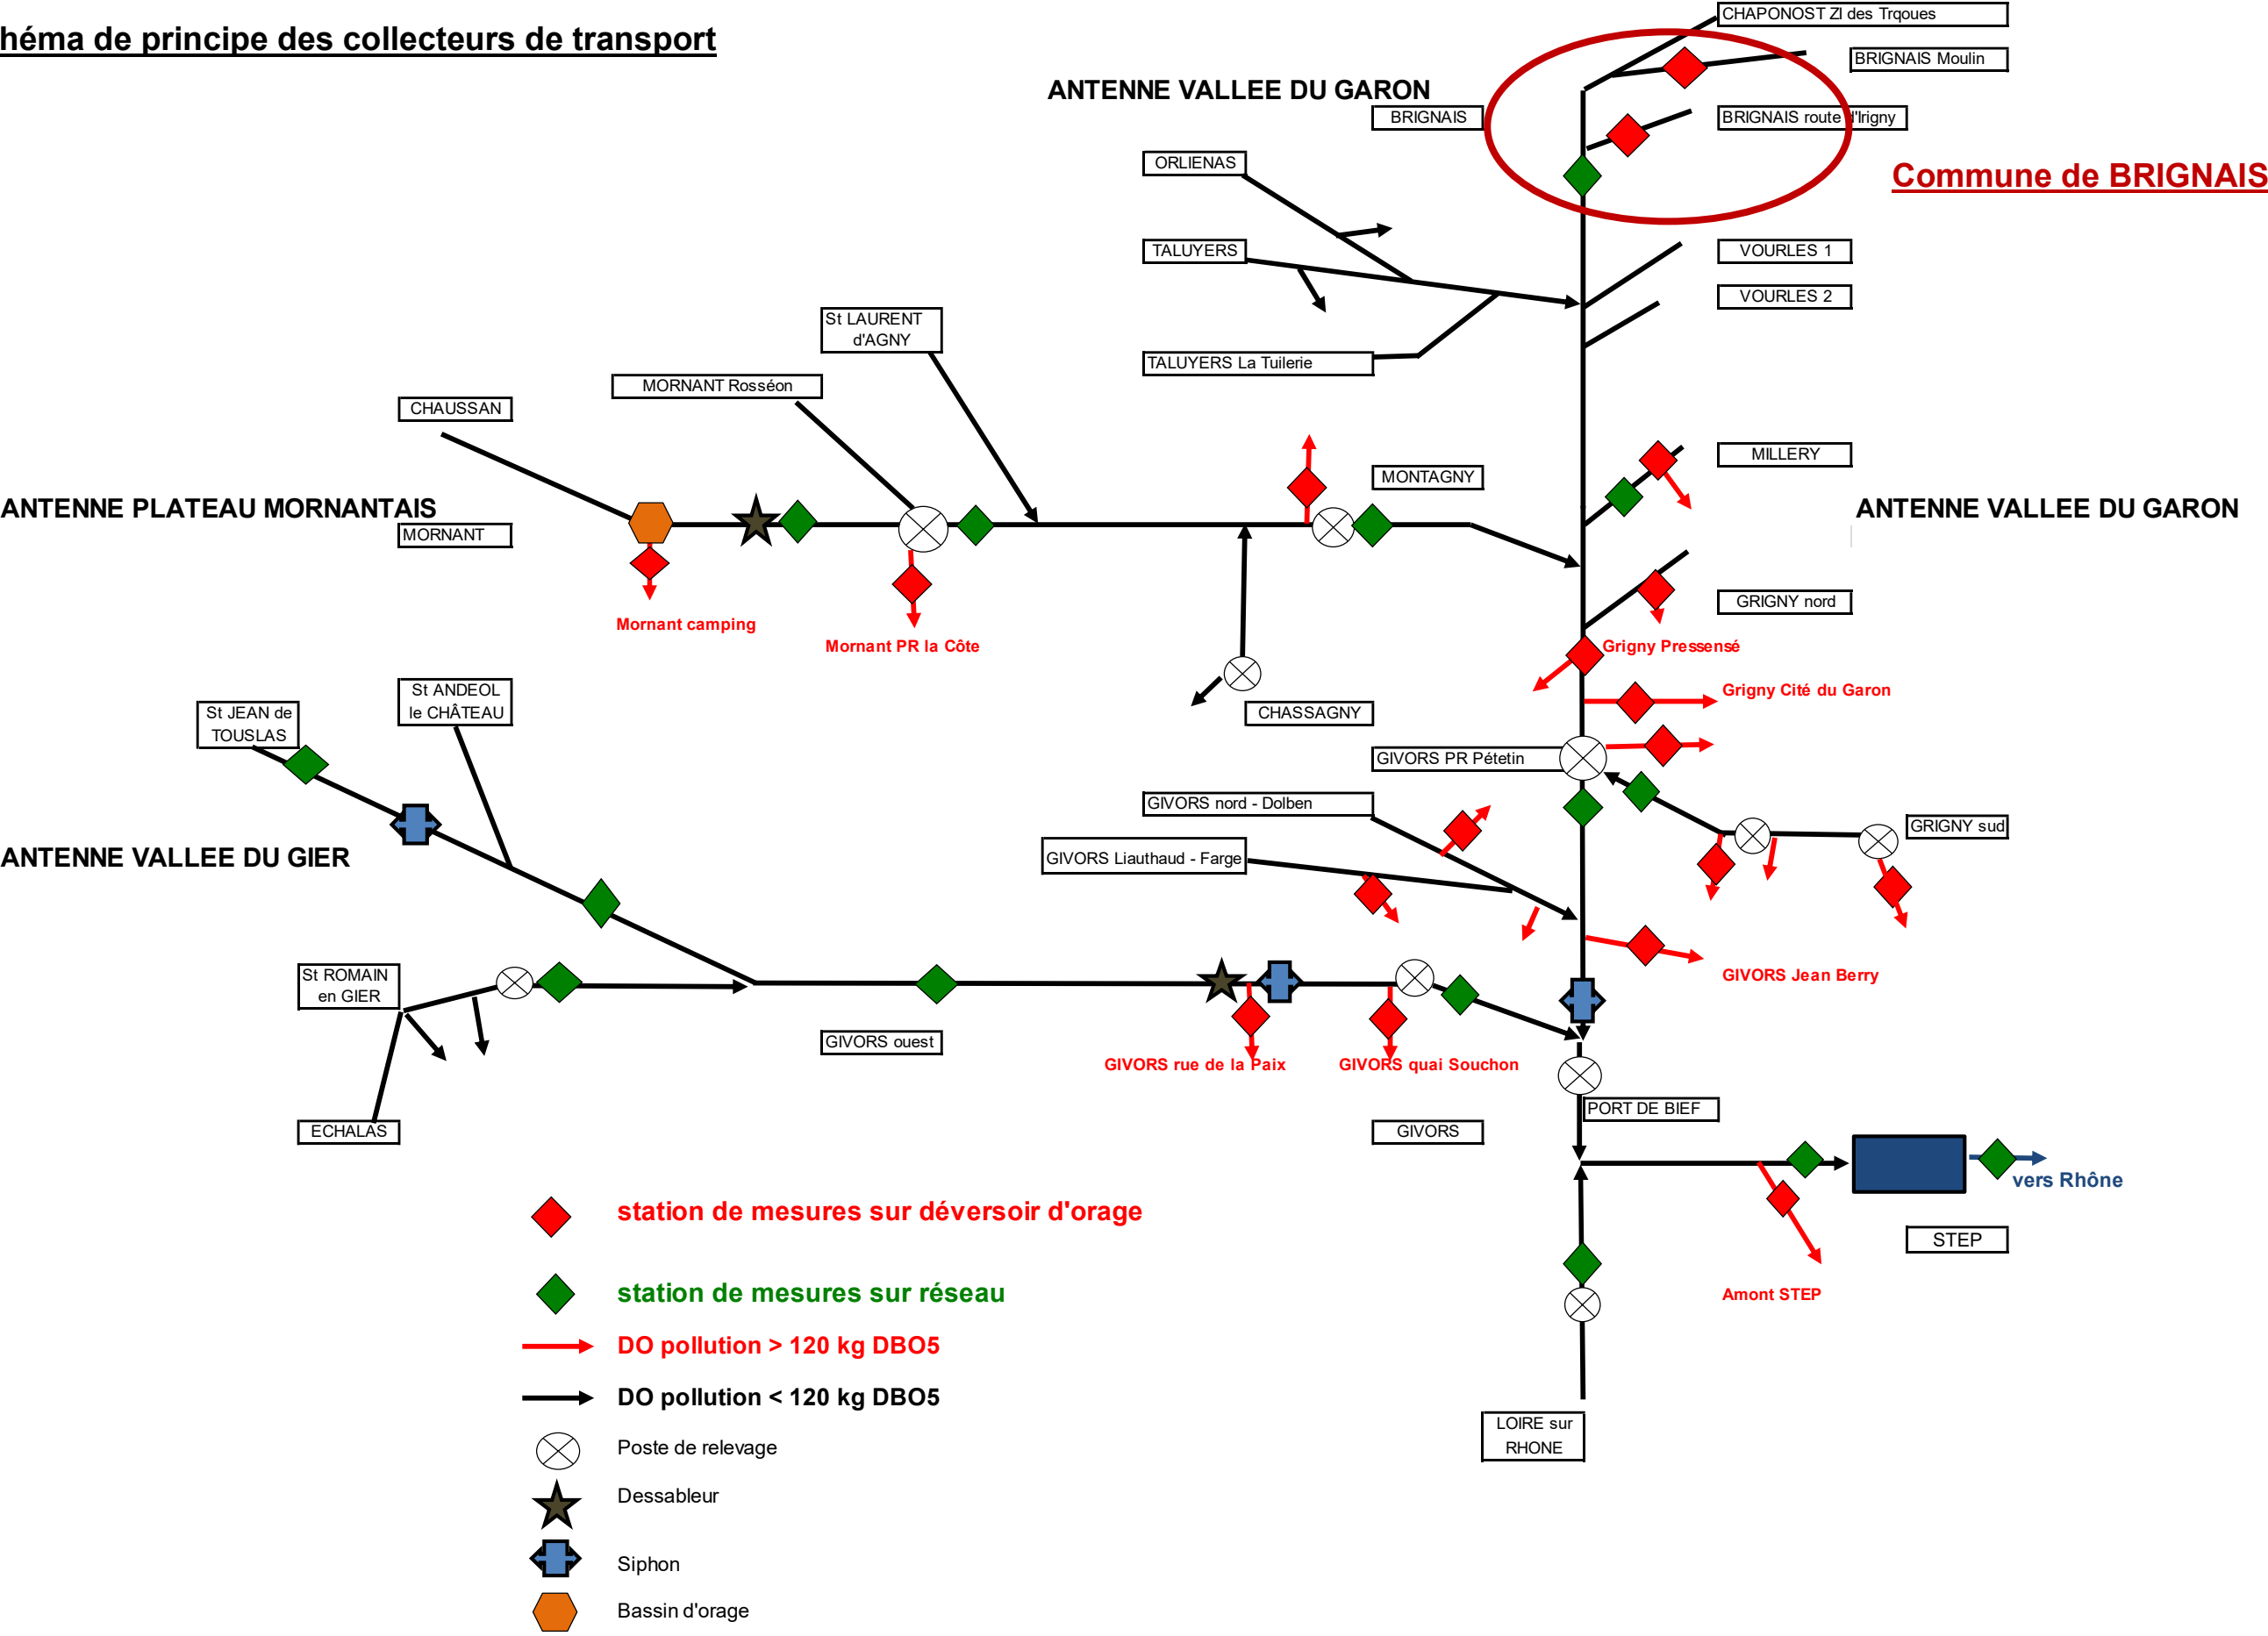 héma de principe des collecteurs de transport
CHAPONOST ZI des Trqoues
BRIGNAIS Moulin
ANTENNE VALLEE DU GARON
BRIGNAIS
BRIGNAIS route d'Irigny
ORLIENAS
Commune de BRIGNAIS
TALUYERS
VOURLES 1
VOURLES 2
St LAURENT
d'AGNY
TALUYERS La Tuilerie
MORNANT Rosséon
CHAUSSAN
MILLERY
MONTAGNY
ANTENNE PLATEAU MORNANTAIS
ANTENNE VALLEE DU GARON
MORNANT
GRIGNY nord
Mornant camping
Mornant PR la Côte
Grigny Pressensé
Grigny Cité du Garon
St ANDEOL
le CHÂTEAU
St JEAN de
TOUSLAS
CHASSAGNY
GIVORS PR Pétetin
GIVORS nord - Dolben
GRIGNY sud
ANTENNE VALLEE DU GIER
GIVORS Liauthaud - Farge
St ROMAIN
en GIER
GIVORS Jean Berry
GIVORS ouest
GIVORS rue de la Paix
GIVORS quai Souchon
PORT DE BIEF
ECHALAS
GIVORS
vers Rhône
station de mesures sur déversoir d'orage
STEP
station de mesures sur réseau
Amont STEP
DO pollution > 120 kg DBO5
DO pollution < 120 kg DBO5
LOIRE sur
RHONE
Poste de relevage
Dessableur
Siphon
Bassin d'orage